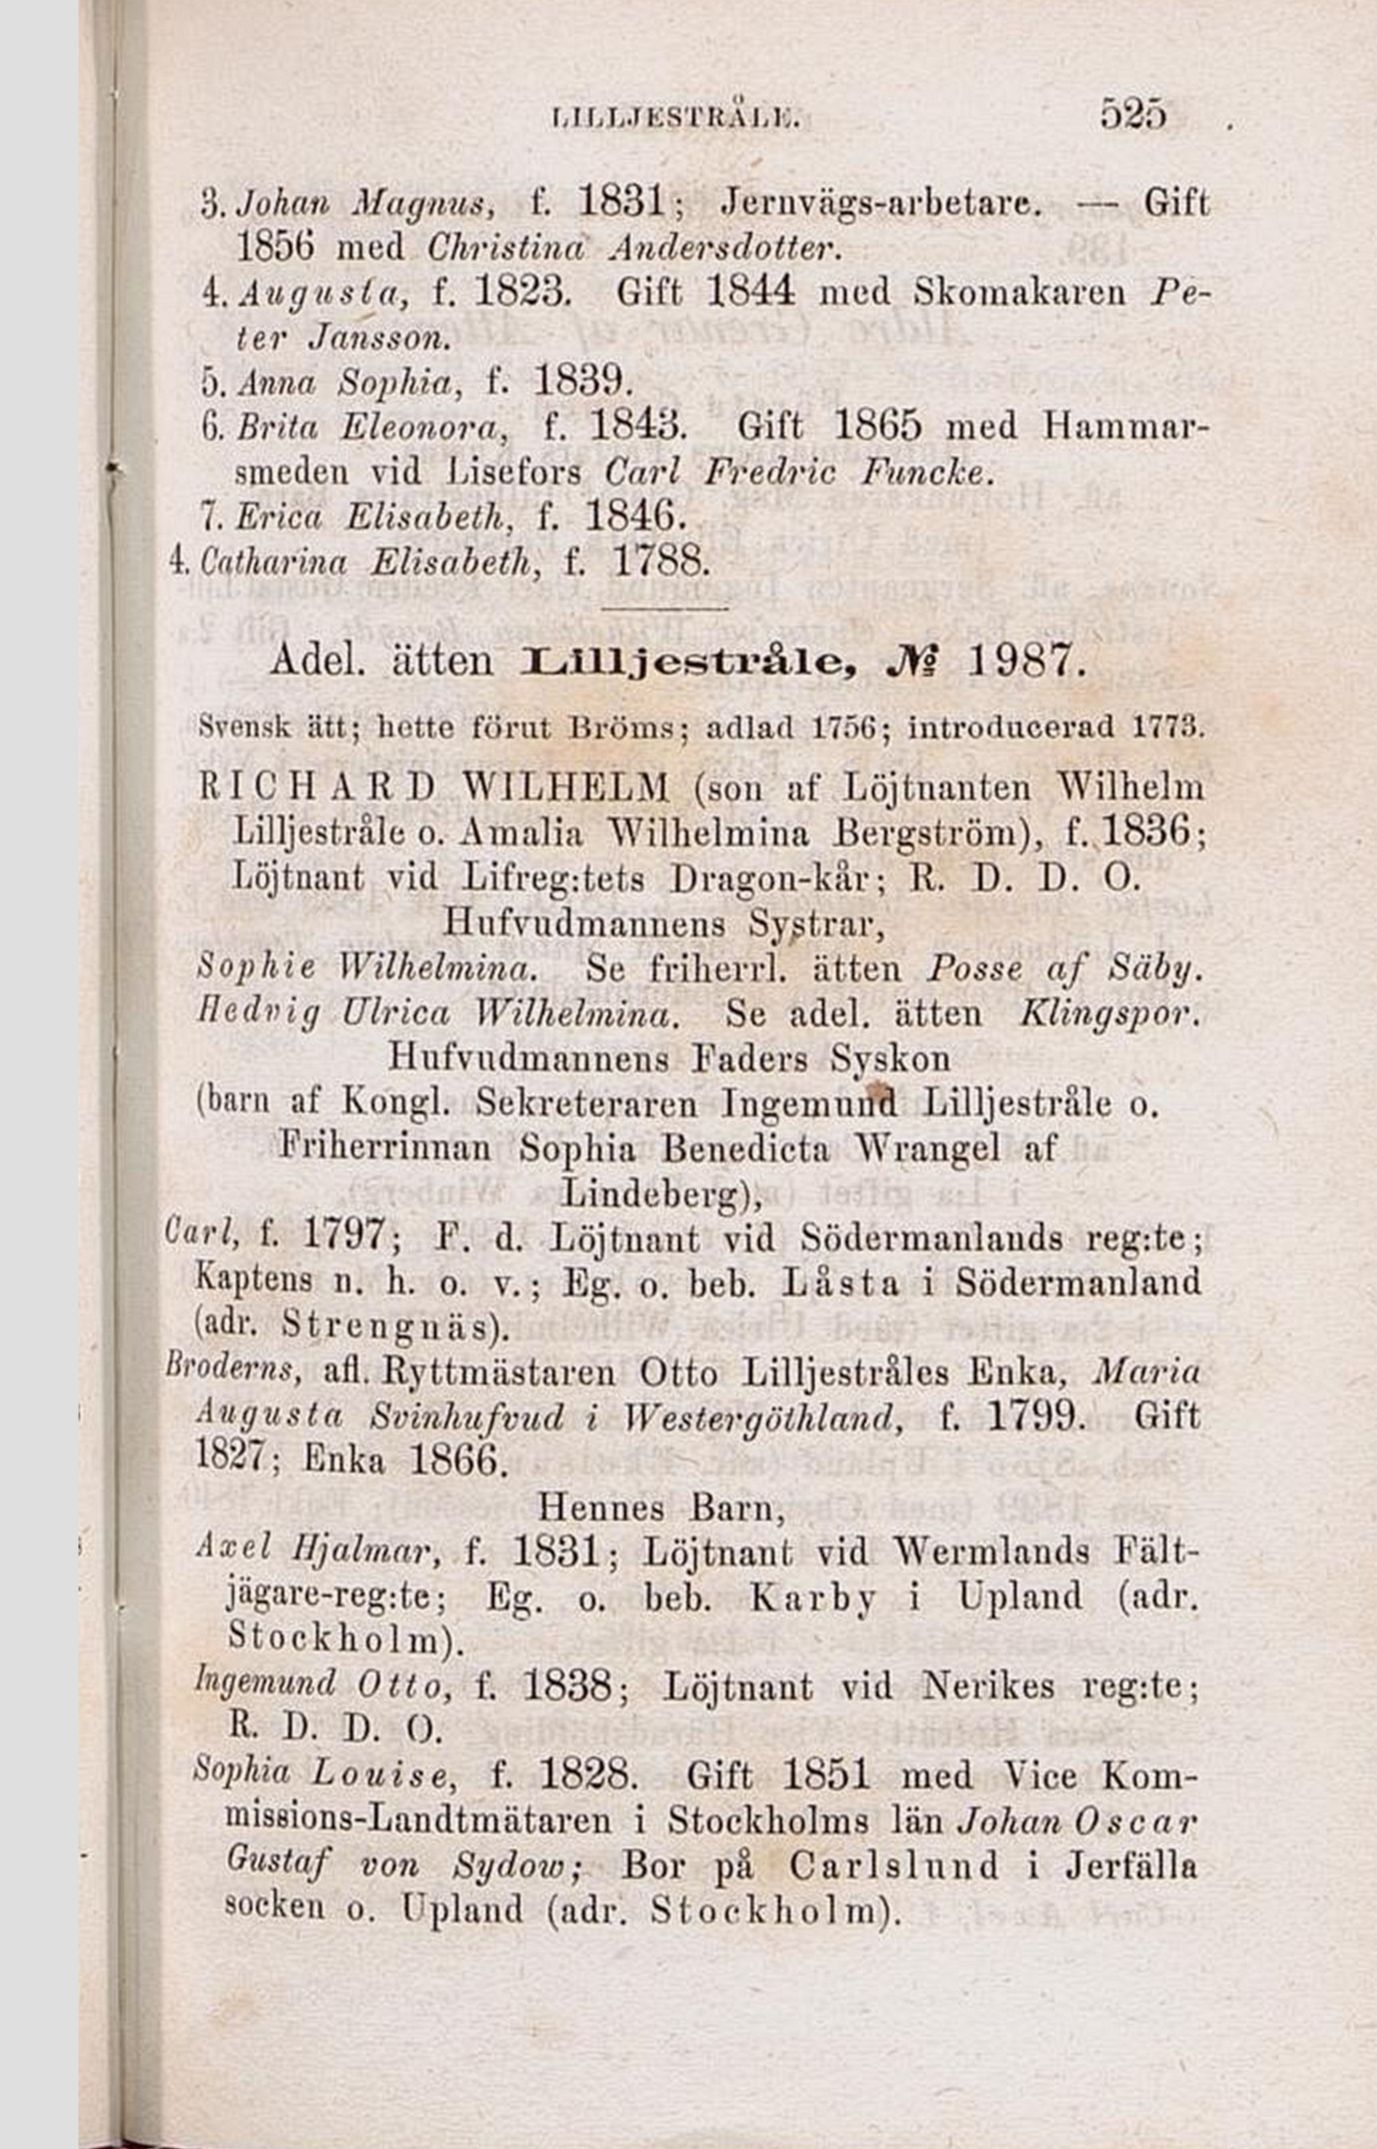 LILLJESTRÅLE. 525
3. Johan Magnus, f. 1831; Jernvägs-arbetare. — Gift
1856 med Christina Andersdotter.
4. Augusta, f. 1823. Gift 1844 med Skomakaren Pe-
ter Jansson.
5. Anna Sophia, f. 1839.
6. Brita Eleonora, f. 1843. Gift 1865 med Hammar-
smeden vid Lisefors Carl Fredric Funcke.
7. Erica Elisabeth, f. 1846.
4. Catharina Elisabeth, f. 1788.
Adel. ätten Lilljestråle, № 1987.
Svensk ätt; hette förut Bröms; adlad 1756; introducerad 1773.
RICHARD WILHELM (son af Löjtnanten Wilhelm
Lilljestråle o. Amalia Wilhelmina Bergström), f. 1836;
Löjtnant vid Lifreg:tets Dragon-kår; R. D. D. O.
Hufvudmannens Systrar,
Sophie Wilhelmina. Se friherrl. ätten Posse af Säby.
Hedvig Ulrica Wilhelmina. Se adel. ätten Klingspor.
Hufvudmannens Faders Syskon
(barn af Kongl. Sekreteraren Ingemund Lilljestråle o.
Friherrinnan Sophia Benedicta Wrangel af
Lindeberg),
Carl, f. 1797; F. d. Löjtnant vid Södermanlands reg:te;
Kaptens n. h. o. v.; Eg. o. beb. Låsta i Södermanland
(adr. Strengnäs).
Broderns, afl. Ryttmästaren Otto Lilljestråles Enka, Maria
Augusta Svinhufvud i Westergöthland, f. 1799. Gift
1827; Enka 1866.
Hennes Barn,
Axel Hjalmar, f. 1831; Löjtnant vid Wermlands Fält-
jägare-reg:te; Eg. o. beb. Karby i Upland (adr.
Stockholm).
Ingemund Otto, f. 1838; Löjtnant vid Nerikes reg:te;
R. D. D. O.
Sophia Louise, f. 1828. Gift 1851 med Vice Kom-
missions-Landtmätaren i Stockholms län Johan Oscar
Gustaf von Sydow; Bor på Carlslund i Jerfälla
socken o. Upland (adr. Stockholm).